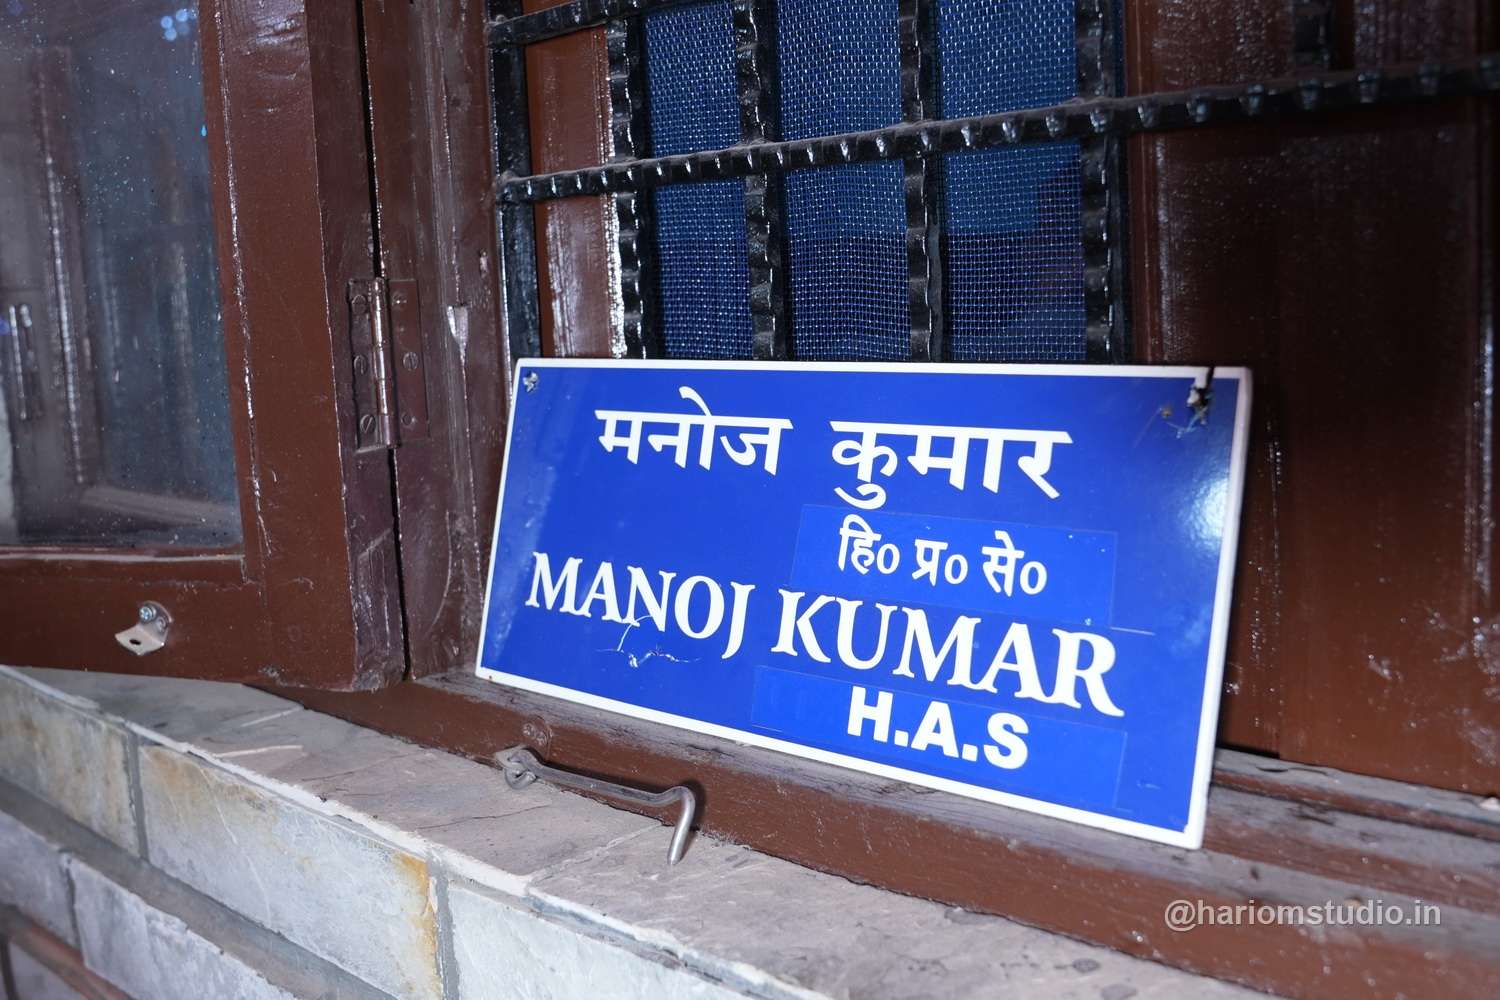 मनोज कुमार
हि० प्र० से०
MANOJ KUMAR
H.A.S
@hariomstudio.in